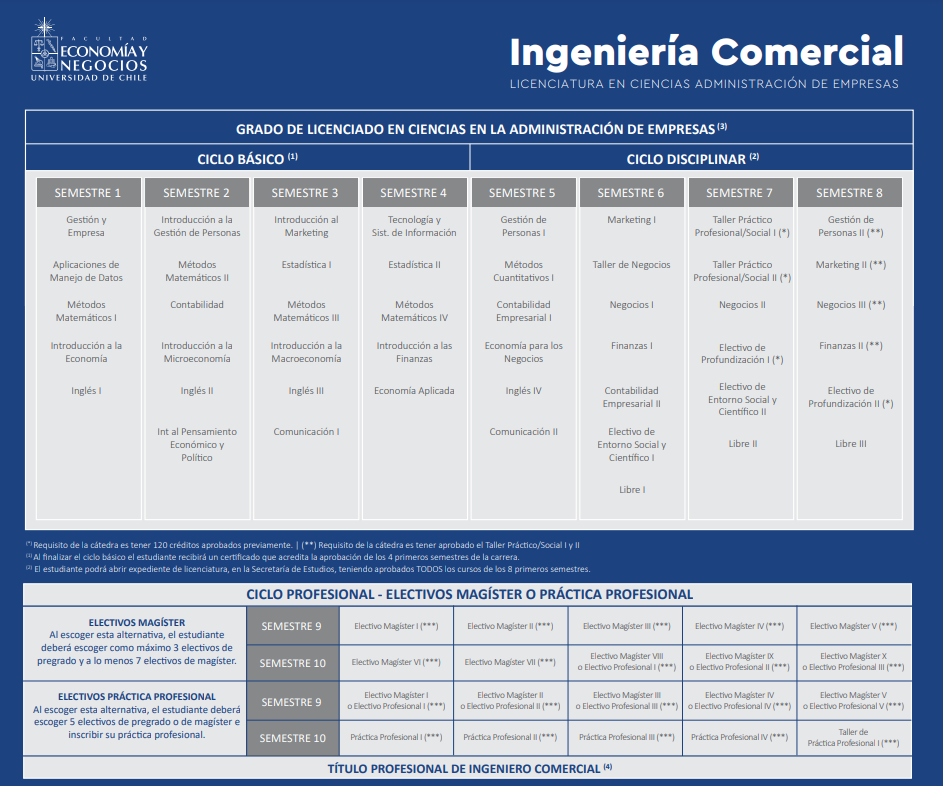 FACULTAD
ECONOMÍA Y
NEGOCIOS
UNIVERSIDAD DE CHILE
Ingeniería Comercial
LICENCIATURA EN CIENCIAS ADMINISTRACIÓN DE EMPRESAS
GRADO DE LICENCIADO EN CIENCIAS EN LA ADMINISTRACIÓN DE EMPRESAS (3)
CICLO BÁSICO (1)
CICLO DISCIPLINAR (2)
SEMESTRE 1
Gestión y
Empresa
Aplicaciones de
Manejo de Datos
Métodos
Matemáticos I
Introducción a la
Economía
Inglés I
SEMESTRE 2
Introducción a la
Gestión de Personas
Métodos
Matemáticos II
Contabilidad
Introducción a la
Microeconomía
Inglés II
Int al Pensamiento
Económico y
Político
SEMESTRE 3
Introducción al
Marketing
Estadística I
Métodos
Matemáticos III
Introducción a la
Macroeconomía
Inglés III
Comunicación I
SEMESTRE 4
Tecnología y
Sist. de Información
Estadística II
Métodos
Matemáticos IV
Introducción a las
Finanzas
Economía Aplicada
SEMESTRE 5
Gestión de
Personas I
Métodos
Cuantitativos I
Contabilidad
Empresarial I
Economía para los
Negocios
Inglés IV
Comunicación II
SEMESTRE 6
Marketing I
Taller de Negocios
Negocios I
Finanzas I
Contabilidad
Empresarial II
Electivo de
Entorno Social y
Científico I
Libre I
SEMESTRE 7
Taller Práctico
Profesional/Social I (*)
Taller Práctico
Profesional/Social II (*)
Negocios II
Electivo de
Profundización I (*)
Electivo de
Entorno Social y
Científico II
Libre II
SEMESTRE 8
Gestión de
Personas II (**)
Marketing II (**)
Negocios III (**)
Finanzas II (**)
Electivo de
Profundización II (*)
Libre III
(*) Requisito de la cátedra es tener 120 créditos aprobados previamente. | (**) Requisito de la cátedra es tener aprobado el Taller Práctico/Social I y II
(1) Al finalizar el ciclo básico el estudiante recibirá un certificado que acredita la aprobación de los 4 primeros semestres de la carrera.
(2) El estudiante podrá abrir expediente de licenciatura, en la Secretaría de Estudios, teniendo aprobados TODOS los cursos de los 8 primeros semestres.
CICLO PROFESIONAL - ELECTIVOS MAGÍSTER O PRÁCTICA PROFESIONAL
ELECTIVOS MAGÍSTER
Al escoger esta alternativa, el estudiante
deberá escoger como máximo 3 electivos de
pregrado y a lo menos 7 electivos de magíster.
SEMESTRE 9
Electivo Magíster I (***)
Electivo Magíster II (***)
Electivo Magíster III (***)
Electivo Magíster IV (***)
Electivo Magíster V (***)
SEMESTRE 10
Electivo Magíster VI (***)
Electivo Magíster VII (***)
Electivo Magíster VIII
o Electivo Profesional I (***)
Electivo Magíster IX
o Electivo Profesional II (***)
Electivo Magíster X
o Electivo Profesional III (***)
ELECTIVOS PRÁCTICA PROFESIONAL
Al escoger esta alternativa, el estudiante deberá
escoger 5 electivos de pregrado o de magíster e
inscribir su práctica profesional.
SEMESTRE 9
Electivo Magíster I
o Electivo Profesional I (***)
Electivo Magíster II
o Electivo Profesional II (***)
Electivo Magíster III
o Electivo Profesional III (***)
Electivo Magíster IV
o Electivo Profesional IV (***)
Electivo Magíster V
o Electivo Profesional V (***)
SEMESTRE 10
Práctica Profesional I (***)
Práctica Profesional II (***)
Práctica Profesional III (***)
Práctica Profesional IV (***)
Taller de
Práctica Profesional I (***)
TÍTULO PROFESIONAL DE INGENIERO COMERCIAL (4)